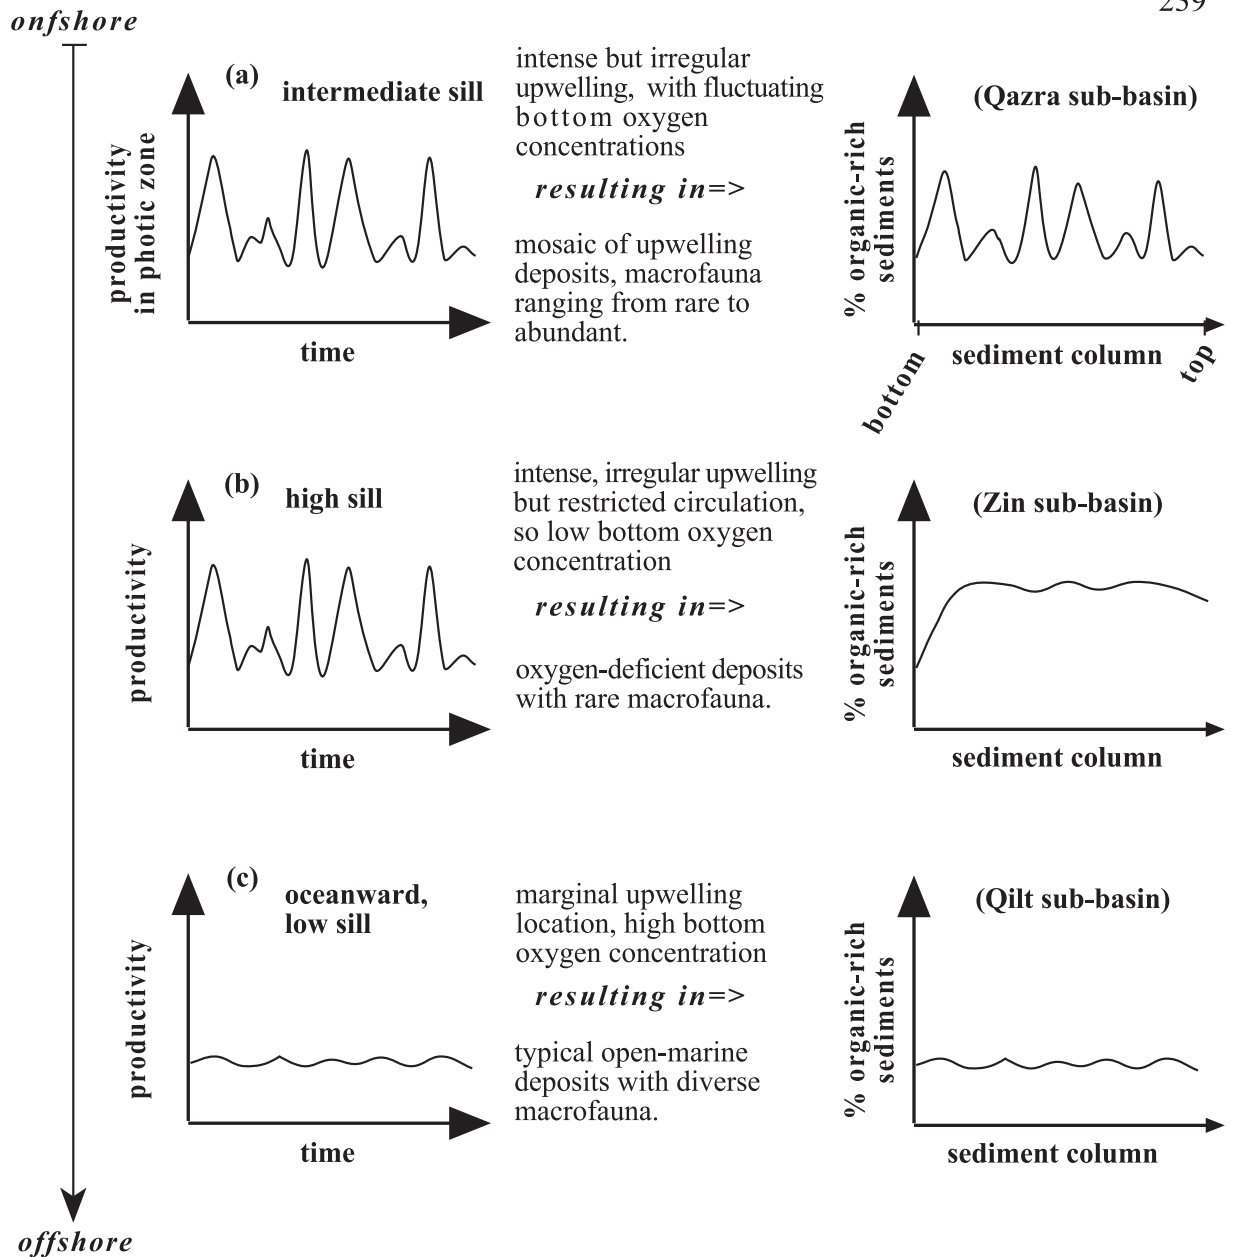 239
onfshore
(a)
intermediate sill
productivity
in photic zone
time
intense but irregular
upwelling, with fluctuating
bottom oxygen
concentrations
resulting in=>
mosaic of upwelling
deposits, macrofauna
ranging from rare to
abundant.
(Qazra sub-basin)
% organic-rich
sediments
bottom
sediment column
top
(b)
high sill
productivity
time
intense, irregular upwelling
but restricted circulation,
so low bottom oxygen
concentration
resulting in=>
oxygen-deficient deposits
with rare macrofauna.
(Zin sub-basin)
% organic-rich
sediments
sediment column
(c)
oceanward,
low sill
productivity
time
marginal upwelling
location, high bottom
oxygen concentration
resulting in=>
typical open-marine
deposits with diverse
macrofauna.
(Qilt sub-basin)
% organic-rich
sediments
sediment column
offshore